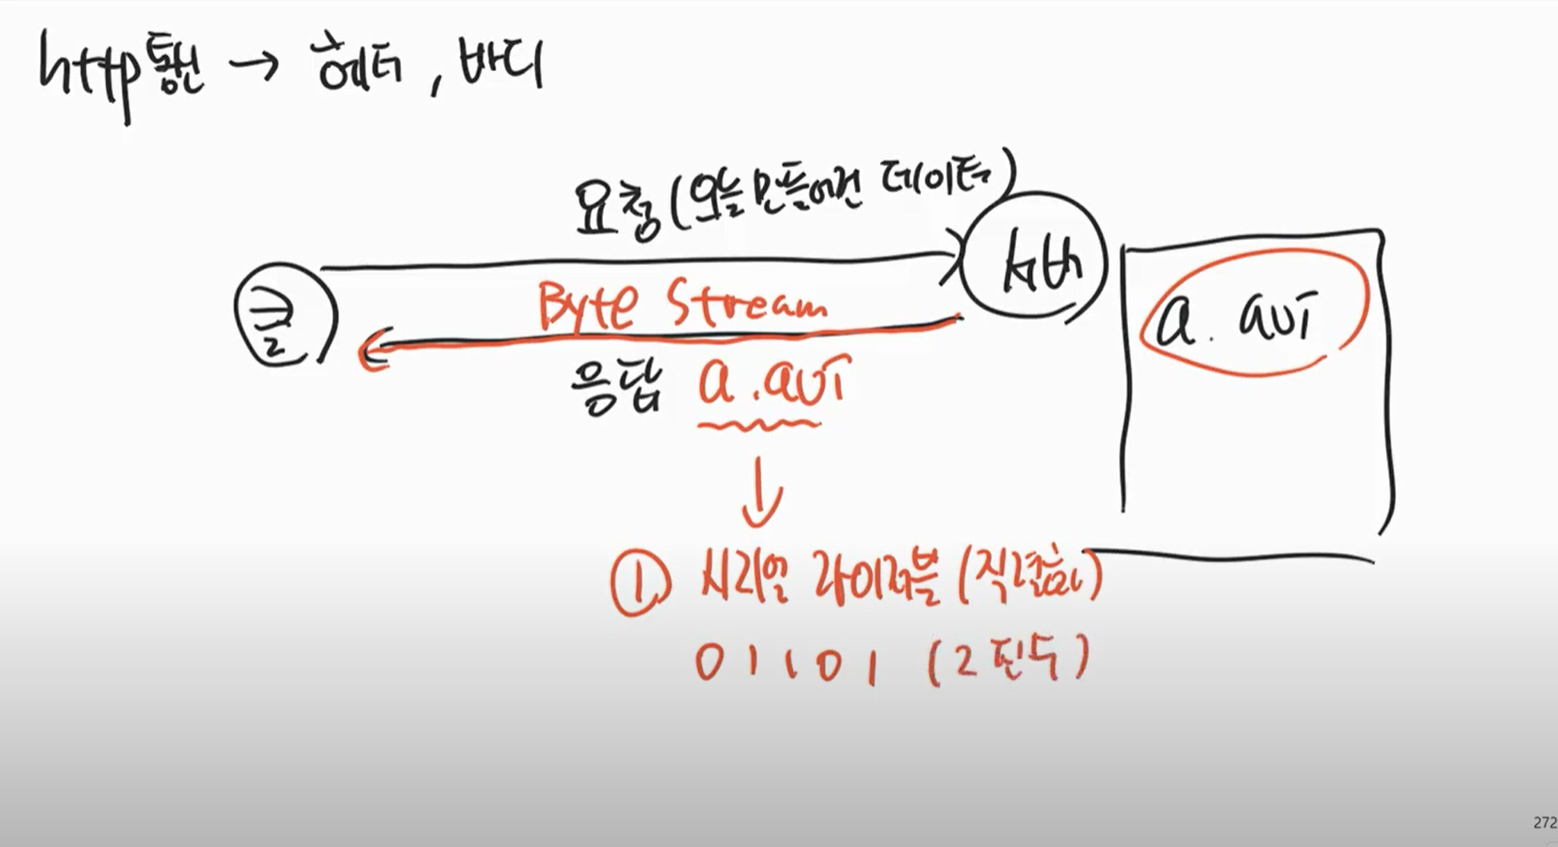 http통신 → 헤더, 바디
요청(오늘 만들어건 데이터)
클
서버
a. avi
Byte Stream
응답 a.avi
① 시리얼 라이저블 (직렬화)
01101 (2진수)
272